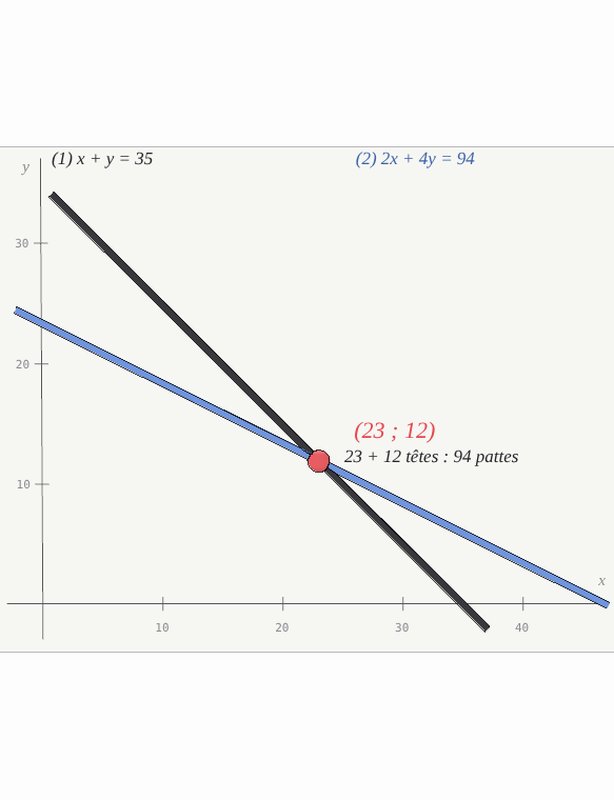 (1) x + y = 35
(2) 2x + 4y = 94
y
30
20
(23 ; 12)
23 + 12 têtes : 94 pattes
10
x
10
20
30
40